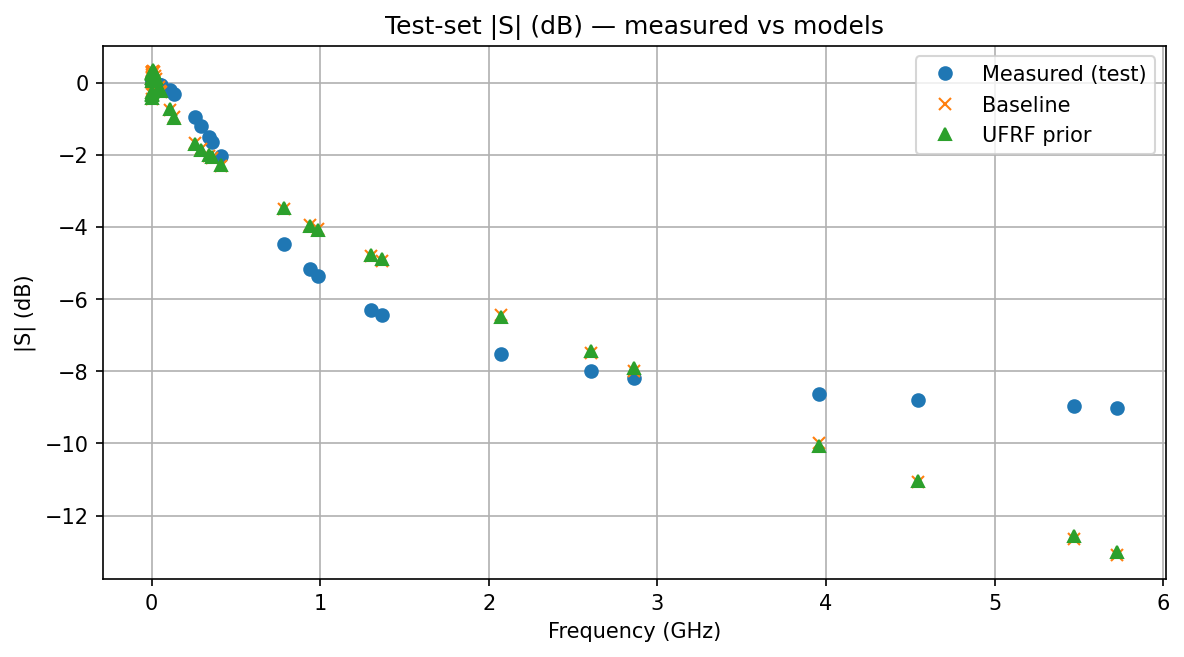 Test-set |S| (dB) — measured vs models
Measured (test)
Baseline
UFRF prior
|S| (dB)
0
−2
−4
−6
−8
−10
−12
0 1 2 3 4 5 6
Frequency (GHz)